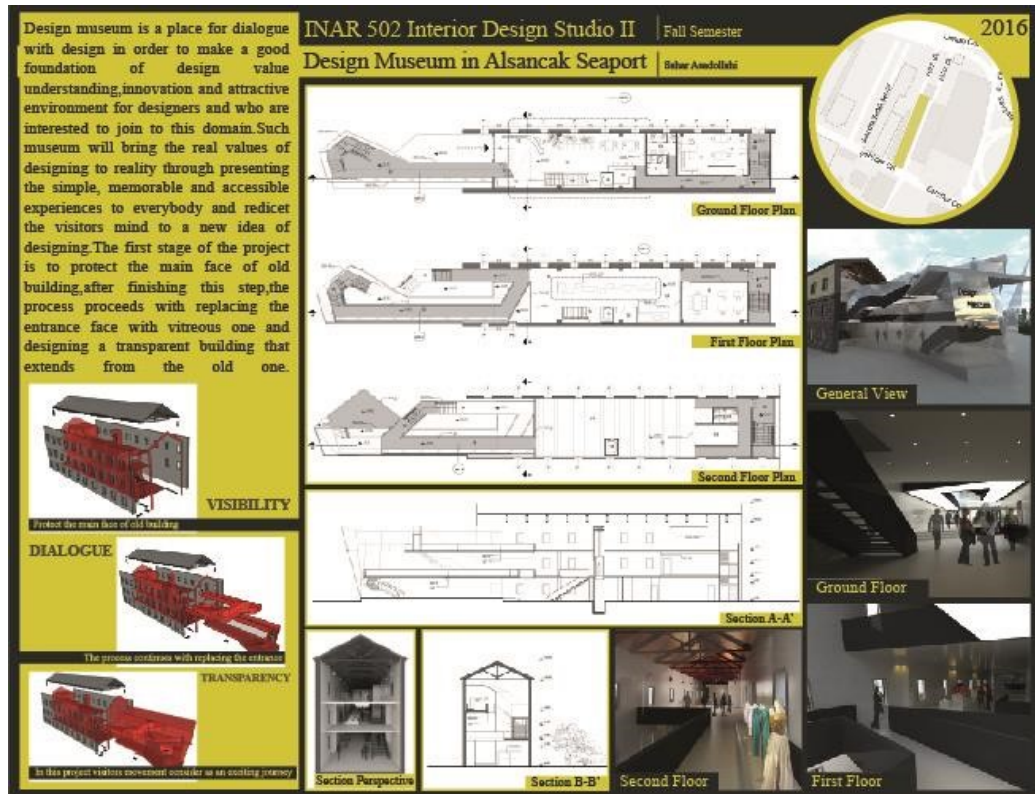 Design museum is a place for dialogue
with design in order to make a good
foundation of design value
understanding,innovation and attractive
environment for designers and who are
interested to join to this domain.Such
museum will bring the real values of
designing to reality through presenting
the simple, memorable and accessible
experiences to everybody and redicet
the visitors mind to a new idea of
designing.The first stage of the project
is to protect the main face of old
building,after finishing this step,the
process proceeds with replacing the
entrance face with vitreous one and
designing a transparent building that
extends from the old one.
VISIBILITY
Protect the main face of old building
DIALOGUE
The process continues with replacing the entrance
TRANSPARENCY
In this project visitors movement consider as an exciting journey
INAR 502 Interior Design Studio II | Fall Semester
2016
Design Museum in Alsancak Seaport | Sahar Asadollahi
Ground Floor Plan
First Floor Plan
Second Floor Plan
Section A-A'
Section Perspective
Section B-B'
Second Floor
Design
Museum
General View
Ground Floor
First Floor